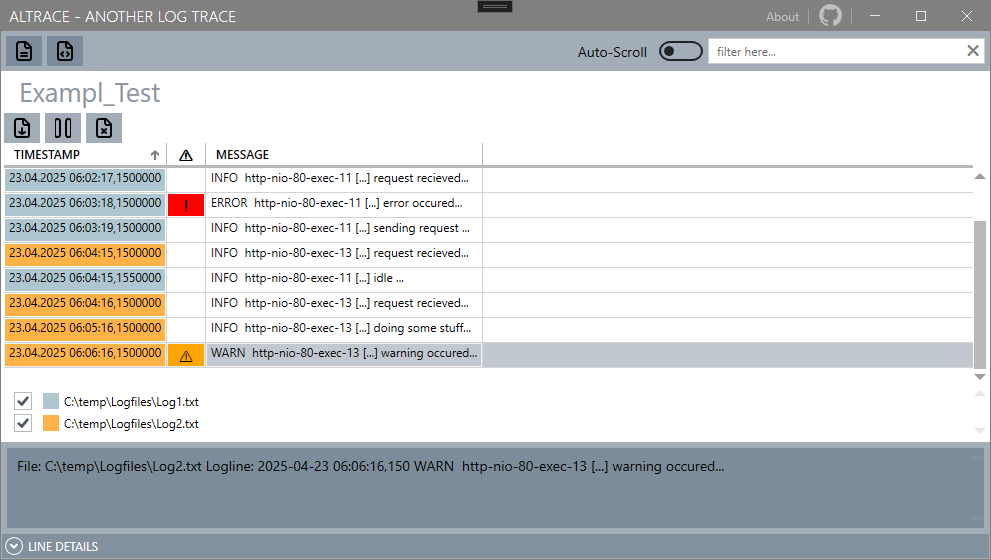 ALTRACE - ANOTHER LOG TRACE About
Auto-Scroll filter here...
Exampl_Test
TIMESTAMP MESSAGE
23.04.2025 06:02:17,1500000 INFO http-nio-80-exec-11 [...] request recieved...
23.04.2025 06:03:18,1500000 ! ERROR http-nio-80-exec-11 [...] error occured...
23.04.2025 06:03:19,1500000 INFO http-nio-80-exec-11 [...] sending request ...
23.04.2025 06:04:15,1500000 INFO http-nio-80-exec-13 [...] request recieved...
23.04.2025 06:04:15,1550000 INFO http-nio-80-exec-11 [...] idle ...
23.04.2025 06:04:16,1500000 INFO http-nio-80-exec-13 [...] request recieved...
23.04.2025 06:05:16,1500000 INFO http-nio-80-exec-13 [...] doing some stuff...
23.04.2025 06:06:16,1500000 WARN http-nio-80-exec-13 [...] warning occured...
C:\temp\Logfiles\Log1.txt
C:\temp\Logfiles\Log2.txt
File: C:\temp\Logfiles\Log2.txt Logline: 2025-04-23 06:06:16,150 WARN http-nio-80-exec-13 [...] warning occured...
LINE DETAILS